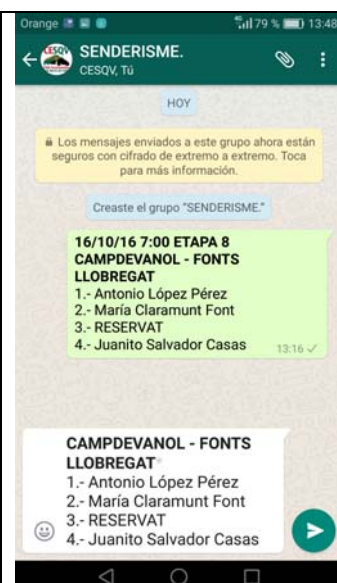 Orange 79 % 13:48
CESQV
SENDERISME.
CESQV, Tú
HOY
Los mensajes enviados a este grupo ahora están
seguros con cifrado de extremo a extremo. Toca
para más información.
Creaste el grupo "SENDERISME."
16/10/16 7:00 ETAPA 8
CAMPDEVANOL - FONTS
LLOBREGAT
1.- Antonio López Pérez
2.- María Claramunt Font
3.- RESERVAT
4.- Juanito Salvador Casas
13:16
CAMPDEVANOL - FONTS
LLOBREGAT
1.- Antonio López Pérez
2.- María Claramunt Font
3.- RESERVAT
4.- Juanito Salvador Casas